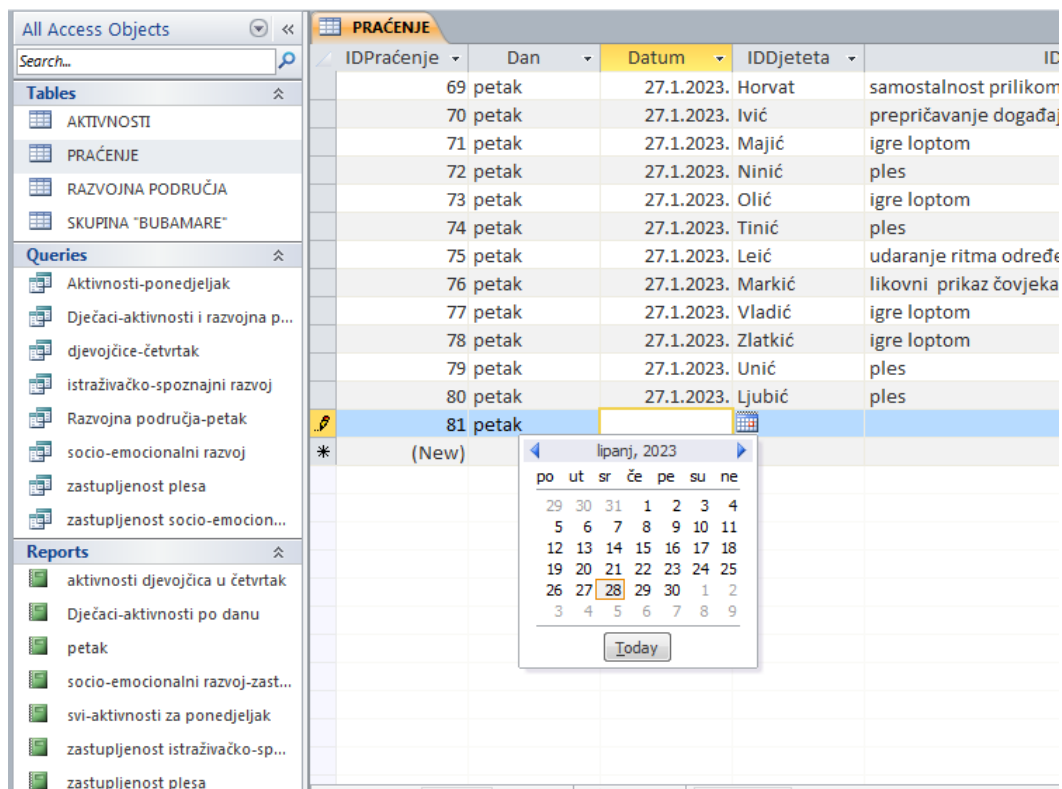 All Access Objects
Search...
Tables
AKTIVNOSTI
PRAĆENJE
RAZVOJNA PODRUČJA
SKUPINA "BUBAMARE"
Queries
Aktivnosti-ponedjeljak
Dječaci-aktivnosti i razvojna p...
djevojčice-četvrtak
istraživačko-spoznajni razvoj
Razvojna područja-petak
socio-emocionalni razvoj
zastupljenost plesa
zastupljenost socio-emocion...
Reports
aktivnosti djevojčica u četvrtak
Dječaci-aktivnosti po danu
petak
socio-emocionalni razvoj-zast...
svi-aktivnosti za ponedjeljak
zastupljenost istraživačko-sp...
zastupljenost plesa
PRAĆENJE
IDPraćenje Dan Datum IDDjeteta ID
69 petak 27.1.2023. Horvat samostalnost prilikom
70 petak 27.1.2023. Ivić prepričavanje događaj
71 petak 27.1.2023. Majić igre loptom
72 petak 27.1.2023. Ninić ples
73 petak 27.1.2023. Olić igre loptom
74 petak 27.1.2023. Tinić ples
75 petak 27.1.2023. Leić udaranje ritma određe
76 petak 27.1.2023. Markić likovni prikaz čovjeka
77 petak 27.1.2023. Vladić igre loptom
78 petak 27.1.2023. Zlatkić igre loptom
79 petak 27.1.2023. Unić ples
80 petak 27.1.2023. Ljubić ples
81 petak
(New)
lipanj, 2023
po ut sr če pe su ne
29 30 31 1 2 3 4
5 6 7 8 9 10 11
12 13 14 15 16 17 18
19 20 21 22 23 24 25
26 27 28 29 30 1 2
3 4 5 6 7 8 9
Today